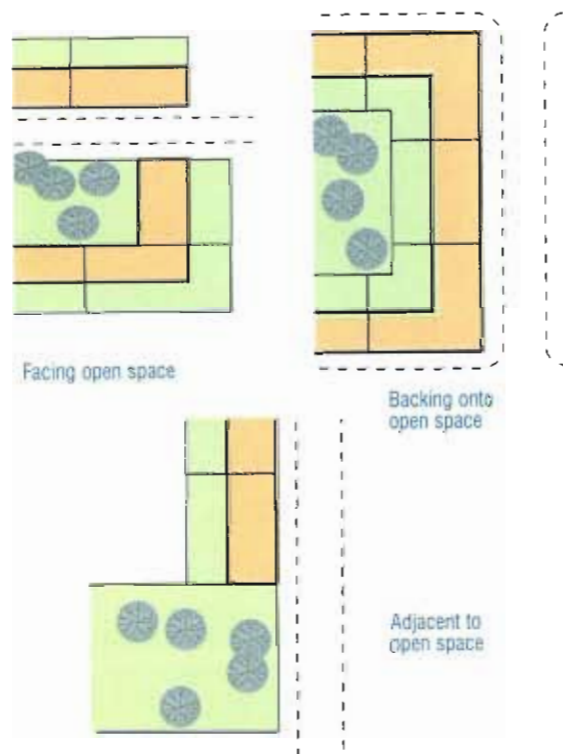 Facing open space
Backing onto
open space
Adjacent to
open space